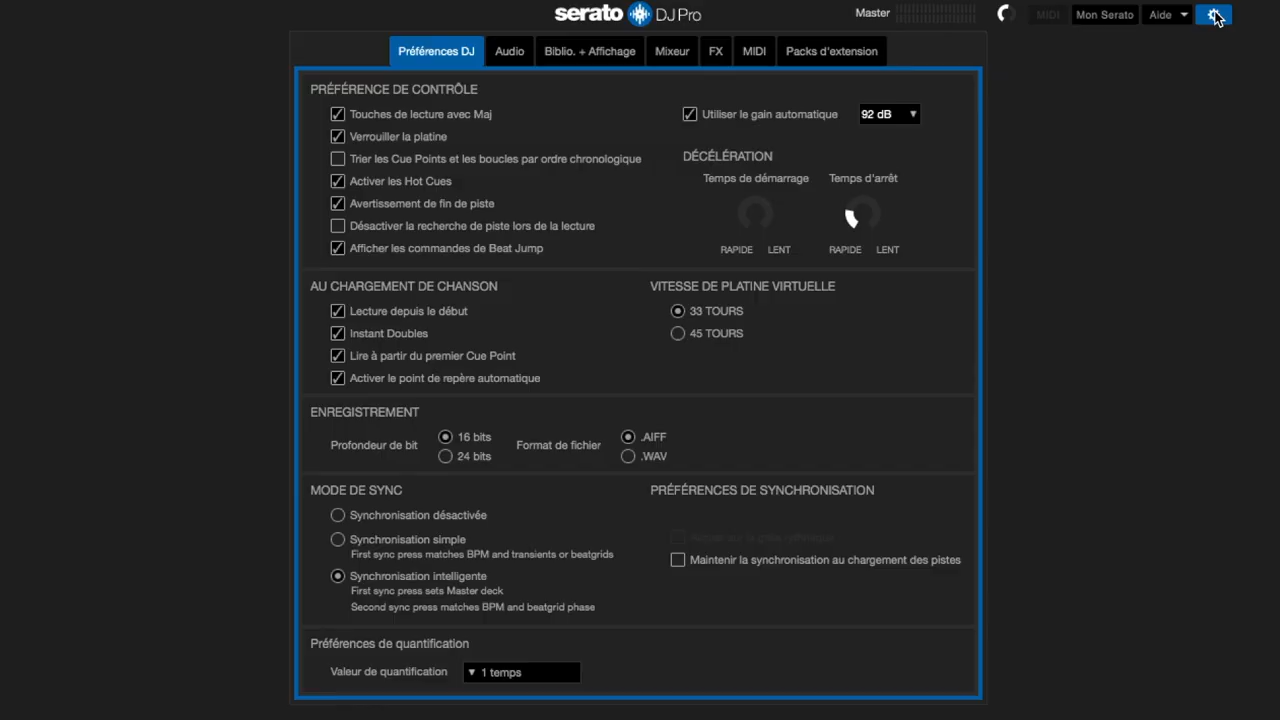 serato DJ Pro
Master
MIDI
Mon Serato
Aide
Préférences DJ
Audio
Biblio. + Affichage
Mixeur
FX
MIDI
Packs d'extension
PRÉFÉRENCE DE CONTRÔLE
Touches de lecture avec Maj
Verrouiller la platine
Trier les Cue Points et les boucles par ordre chronologique
Activer les Hot Cues
Avertissement de fin de piste
Désactiver la recherche de piste lors de la lecture
Afficher les commandes de Beat Jump
Utiliser le gain automatique
92 dB
DÉCÉLÉRATION
Temps de démarrage
Temps d'arrêt
RAPIDE LENT
RAPIDE LENT
AU CHARGEMENT DE CHANSON
Lecture depuis le début
Instant Doubles
Lire à partir du premier Cue Point
Activer le point de repère automatique
VITESSE DE PLATINE VIRTUELLE
33 TOURS
45 TOURS
ENREGISTREMENT
Profondeur de bit
16 bits
24 bits
Format de fichier
.AIFF
.WAV
MODE DE SYNC
Synchronisation désactivée
Synchronisation simple
First sync press matches BPM and transients or beatgrids
Synchronisation intelligente
First sync press sets Master deck
Second sync press matches BPM and beatgrid phase
PRÉFÉRENCES DE SYNCHRONISATION
Maintenir la synchronisation au chargement des pistes
Préférences de quantification
Valeur de quantification
1 temps